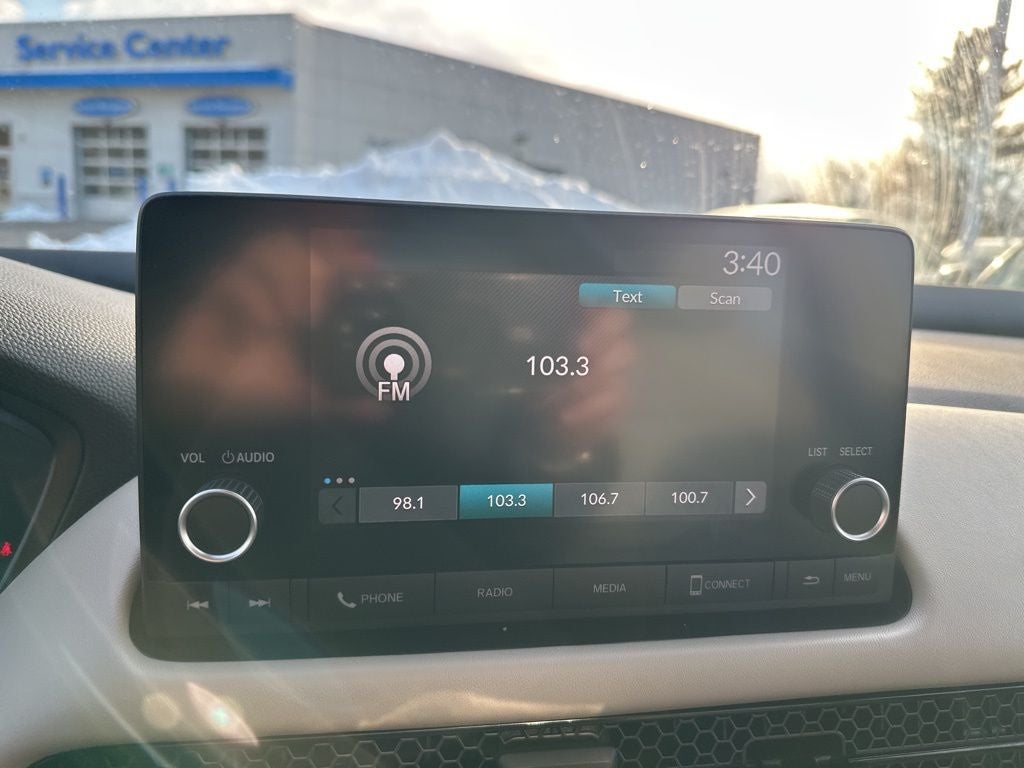 Service Center
3:40
Text Scan
103.3
FM
VOL AUDIO
LIST SELECT
98.1 103.3 106.7 100.7
PHONE RADIO MEDIA CONNECT MENU